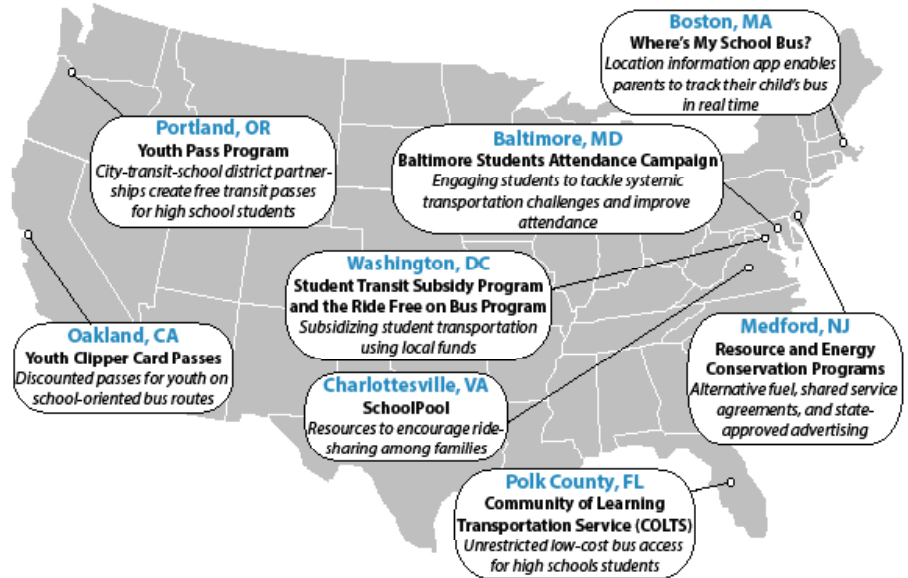 Boston, MA
Where's My School Bus?
Location information app enables
parents to track their child's bus
in real time
Portland, OR
Youth Pass Program
City-transit-school district partner-
ships create free transit passes
for high school students
Baltimore, MD
Baltimore Students Attendance Campaign
Engaging students to tackle systemic
transportation challenges and improve
attendance
Washington, DC
Student Transit Subsidy Program
and the Ride Free on Bus Program
Subsidizing student transportation
using local funds
Oakland, CA
Youth Clipper Card Passes
Discounted passes for youth on
school-oriented bus routes
Medford, NJ
Resource and Energy
Conservation Programs
Alternative fuel, shared service
agreements, and state-
approved advertising
Charlottesville, VA
SchoolPool
Resources to encourage ride-
sharing among families
Polk County, FL
Community of Learning
Transportation Service (COLTS)
Unrestricted low-cost bus access
for high schools students